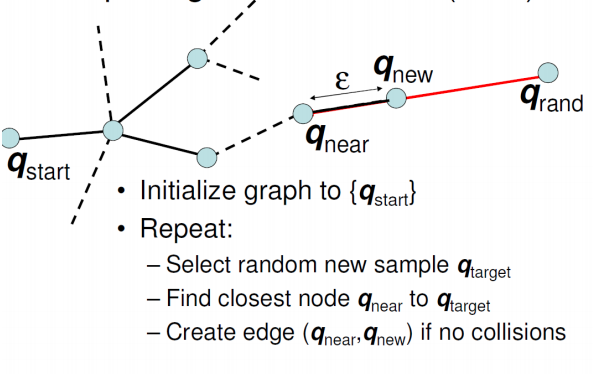 ε
q_new
q_rand
q_near
q_start
• Initialize graph to {q_start}
• Repeat:
– Select random new sample q_target
– Find closest node q_near to q_target
– Create edge (q_near,q_new) if no collisions